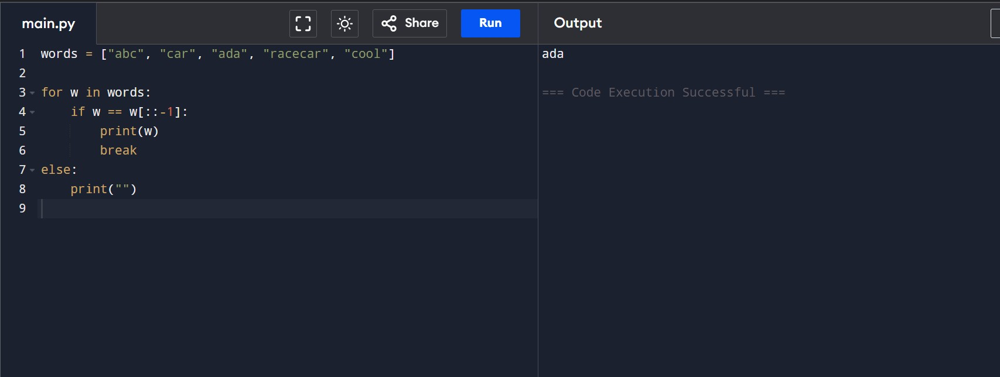 main.py
Share
Run
Output
1 words = ["abc", "car", "ada", "racecar", "cool"]
2
3 for w in words:
4     if w == w[::-1]:
5         print(w)
6         break
7 else:
8     print("")
9
ada
=== Code Execution Successful ===